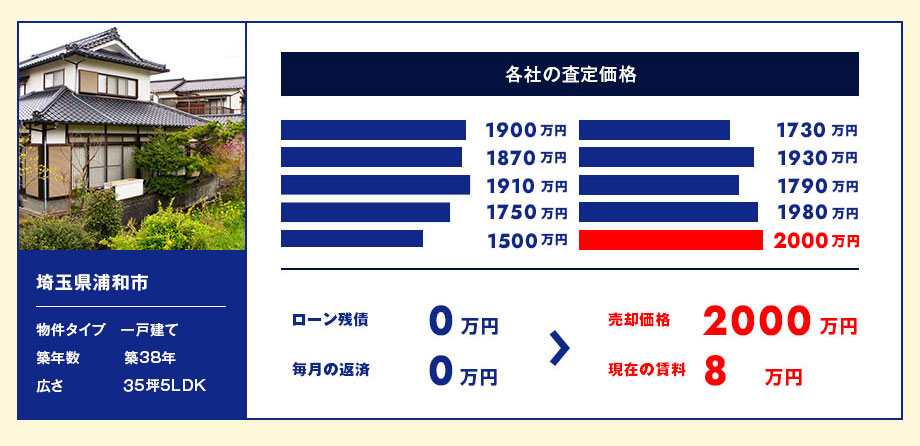 各社の査定価格
1900万円
1870万円
1910万円
1750万円
1500万円
1730万円
1930万円
1790万円
1980万円
2000万円
埼玉県浦和市
物件タイプ 一戸建て
築年数 築38年
広さ 35坪5LDK
ローン残債 0万円
毎月の返済 0万円
売却価格 2000万円
現在の賃料 8 万円